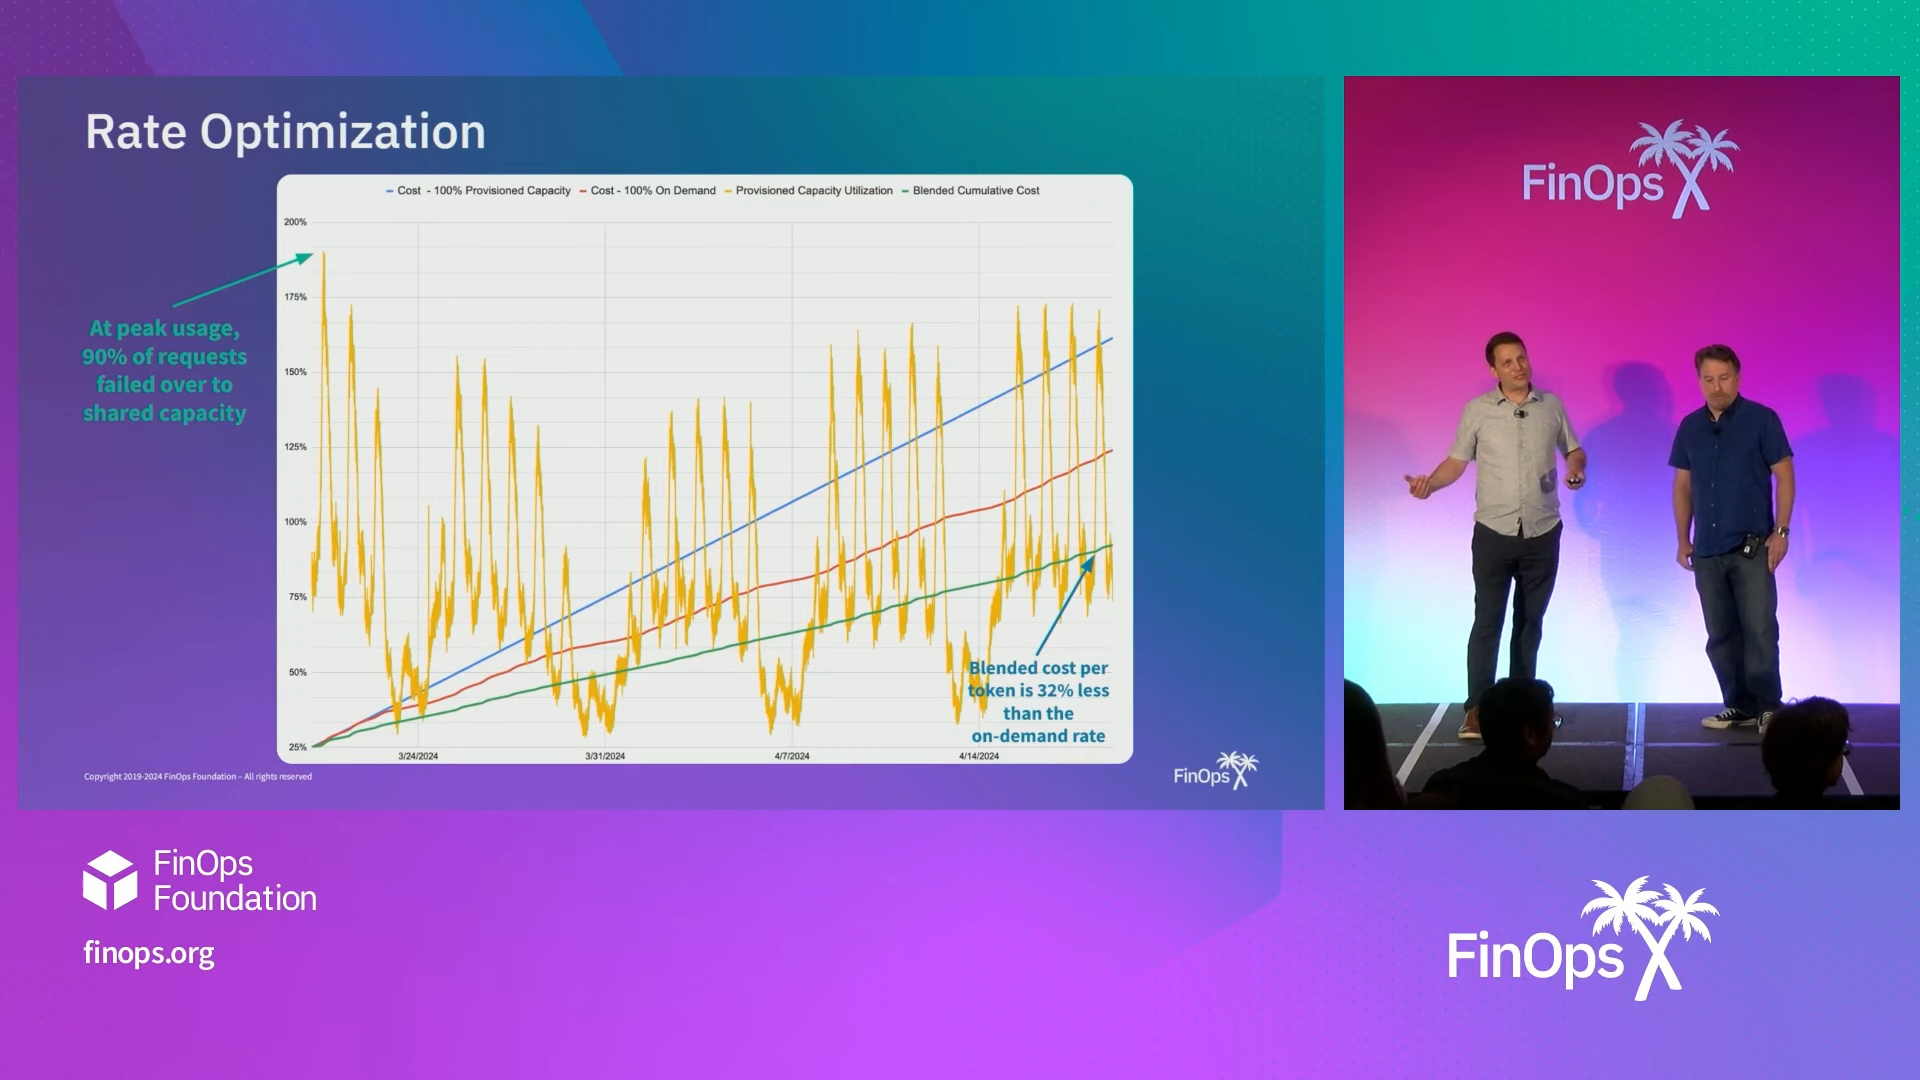 Rate Optimization
Cost - 100% Provisioned Capacity
Cost - 100% On Demand
Provisioned Capacity Utilization
Blended Cumulative Cost
200%
175%
150%
125%
100%
75%
50%
25%
3/24/2024
3/31/2024
4/7/2024
4/14/2024
At peak usage,
90% of requests
failed over to
shared capacity
Blended cost per
token is 32% less
than the
on-demand rate
Copyright 2019-2024 FinOps Foundation – All rights reserved
FinOps X
FinOps X
FinOps
Foundation
finops.org
FinOps X